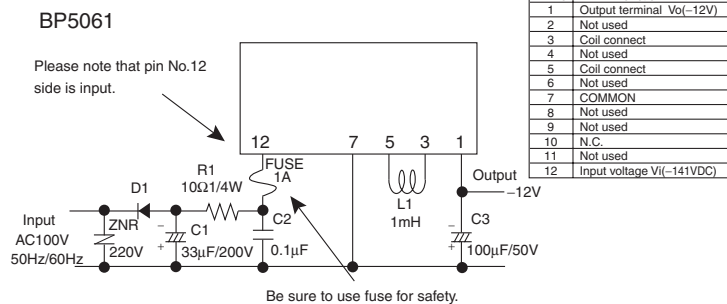 BP5061
Please note that pin No.12
side is input.
12 7 5 3 1
FUSE
1A
R1
10Ω1/4W
D1
L1
1mH
Output
−12V
Input
AC100V
50Hz/60Hz
ZNR
220V
− C1
+ 33μF/200V
C2
0.1μF
− C3
+ 100μF/50V
Be sure to use fuse for safety.
1 Output terminal Vo(−12V)
2 Not used
3 Coil connect
4 Not used
5 Coil connect
6 Not used
7 COMMON
8 Not used
9 Not used
10 N.C.
11 Not used
12 Input voltage Vi(−141VDC)